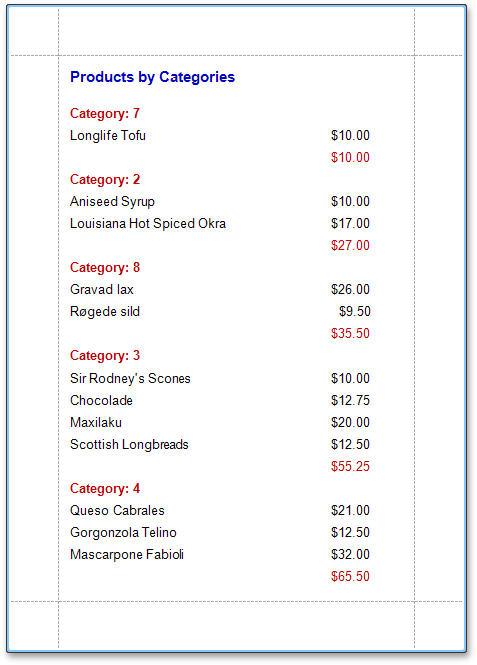 Products by Categories
Category: 7
Longlife Tofu $10.00
$10.00
Category: 2
Aniseed Syrup $10.00
Louisiana Hot Spiced Okra $17.00
$27.00
Category: 8
Gravad lax $26.00
Røgede sild $9.50
$35.50
Category: 3
Sir Rodney's Scones $10.00
Chocolade $12.75
Maxilaku $20.00
Scottish Longbreads $12.50
$55.25
Category: 4
Queso Cabrales $21.00
Gorgonzola Telino $12.50
Mascarpone Fabioli $32.00
$65.50